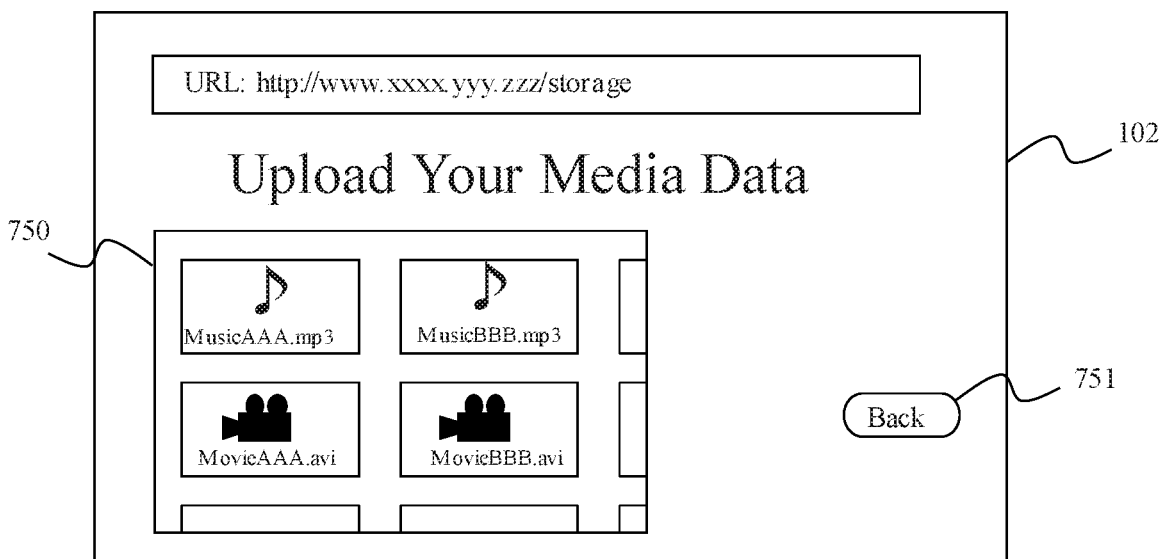 URL: http://www.xxxx.yyy.zzz/storage
102
Upload Your Media Data
750
MusicAAA.mp3
MusicBBB.mp3
751
Back
MovieAAA.avi
MovieBBB.avi